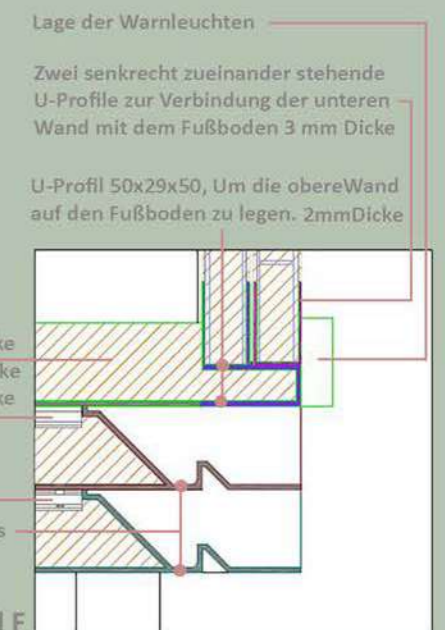 Lage der Warnleuchten
Zwei senkrecht zueinander stehende
U-Profile zur Verbindung der unteren
Wand mit dem Fußboden 3 mm Dicke
U-Profil 50x29x50, Um die obereWand
auf den Fußboden zu legen. 2mmDicke